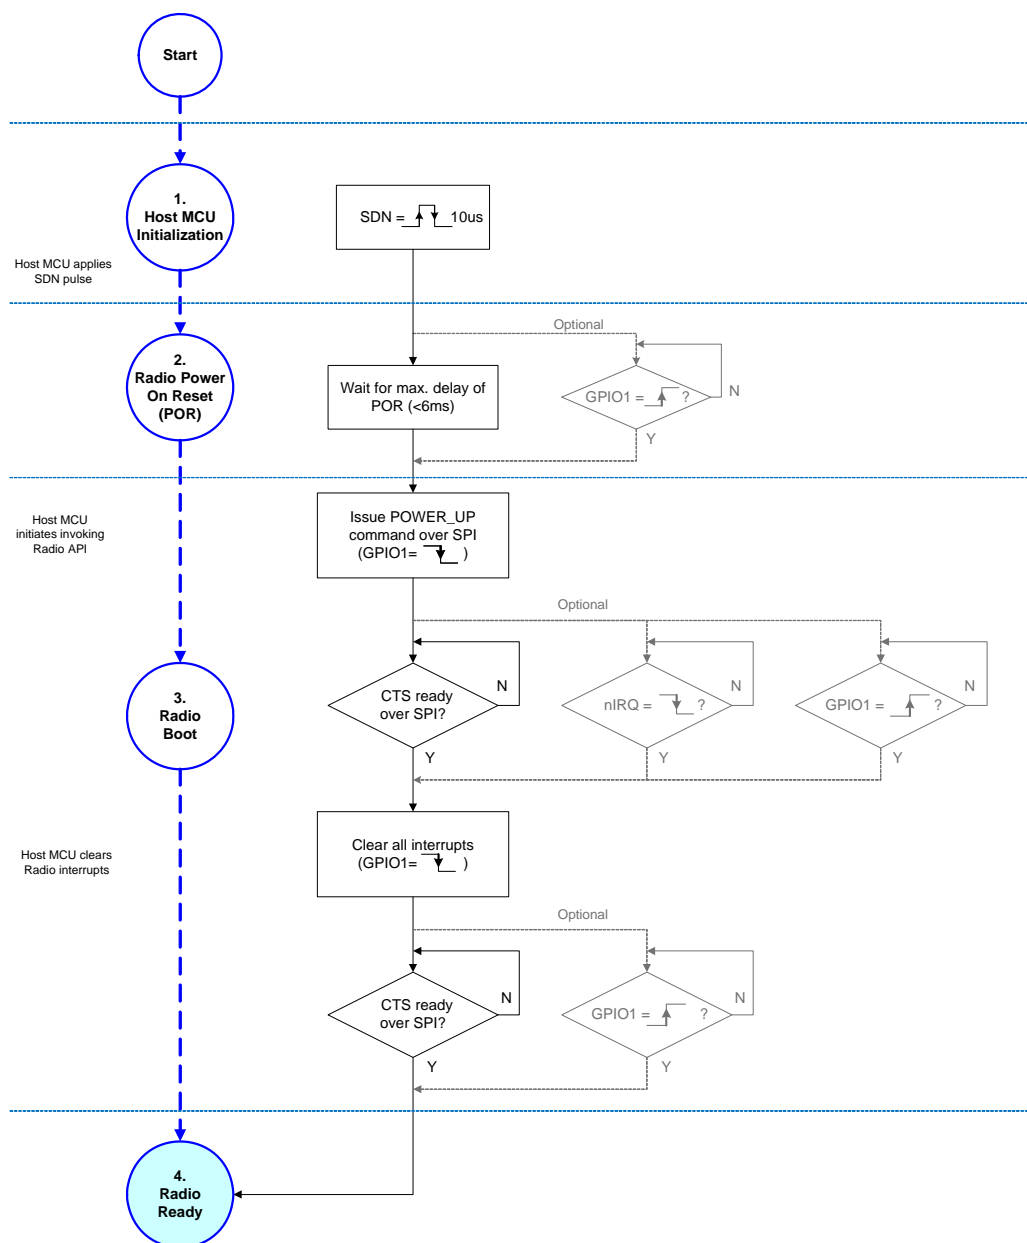 Start
1.
Host MCU
Initialization
SDN =
10us
Host MCU applies
SDN pulse
Optional
2.
Radio Power
On Reset
(POR)
Wait for max. delay of
POR (<6ms)
GPIO1 =
?
N
Y
Host MCU
initiates invoking
Radio API
Issue POWER_UP
command over SPI
(GPIO1=
)
Optional
3.
Radio
Boot
CTS ready
over SPI?
N
Y
nIRQ =
?
N
Y
GPIO1 =
?
N
Y
Host MCU clears
Radio interrupts
Clear all interrupts
(GPIO1=
)
Optional
CTS ready
over SPI?
N
Y
GPIO1 =
?
N
Y
4.
Radio
Ready